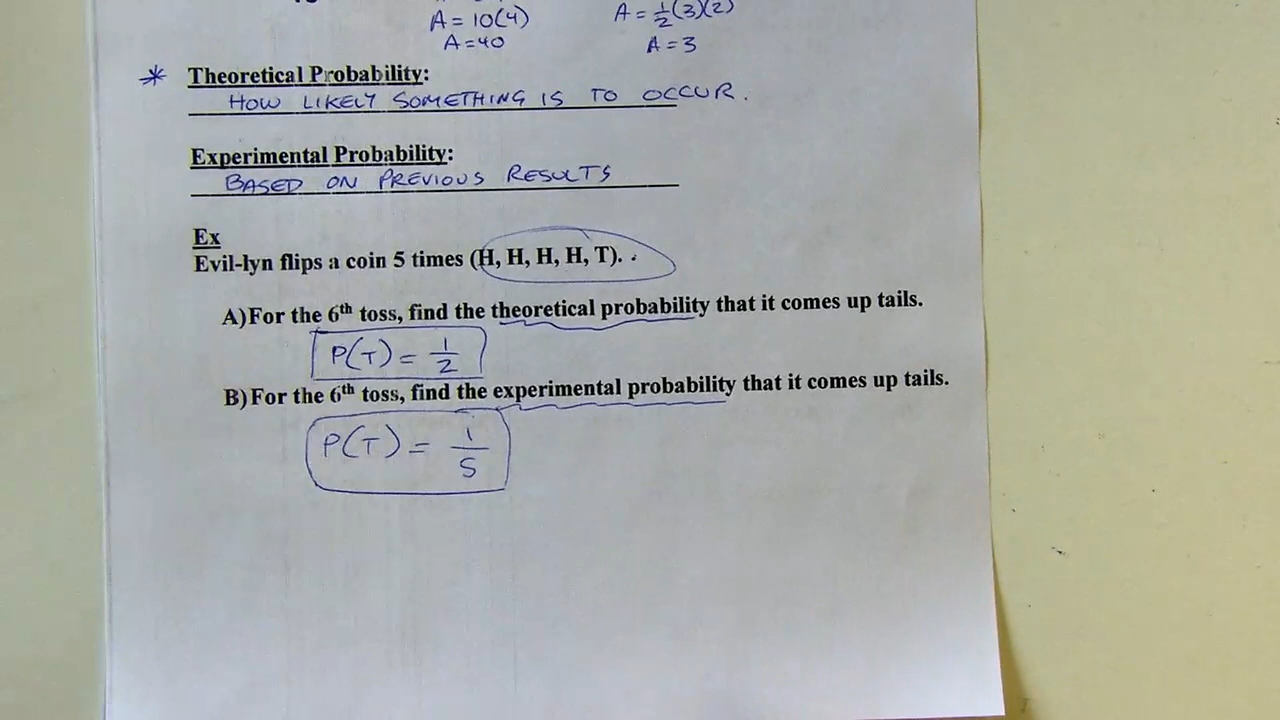 A = 10(4) A = 1/2(3)(2)
A = 40 A = 3
* Theoretical Probability:
HOW LIKELY SOMETHING IS TO OCCUR.
Experimental Probability:
BASED ON PREVIOUS RESULTS
Ex
Evil-lyn flips a coin 5 times (H, H, H, H, T). .
A)For the 6th toss, find the theoretical probability that it comes up tails.
P(T) = 1/2
B)For the 6th toss, find the experimental probability that it comes up tails.
P(T) = 1/5